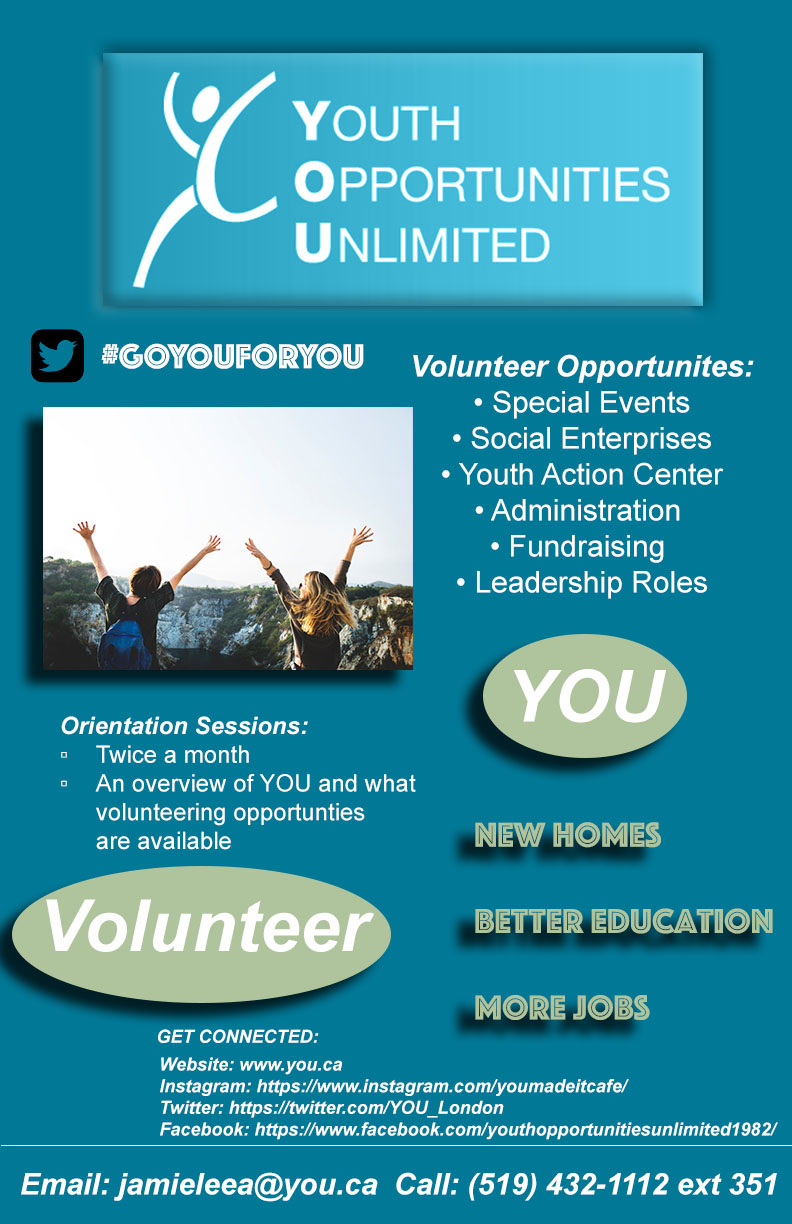 YOUTH
OPPORTUNITIES
UNLIMITED
#GOYOUFORYOU
Volunteer Opportunites:
• Special Events
• Social Enterprises
• Youth Action Center
• Administration
• Fundraising
• Leadership Roles
YOU
Orientation Sessions:
▫ Twice a month
▫ An overview of YOU and what
volunteering opportunties
are available
NEW HOMES
BETTER EDUCATION
MORE JOBS
Volunteer
GET CONNECTED:
Website: www.you.ca
Instagram: https://www.instagram.com/youmadeitcafe/
Twitter: https://twitter.com/YOU_London
Facebook: https://www.facebook.com/youthopportunitiesunlimited1982/
Email: jamieleea@you.ca Call: (519) 432-1112 ext 351